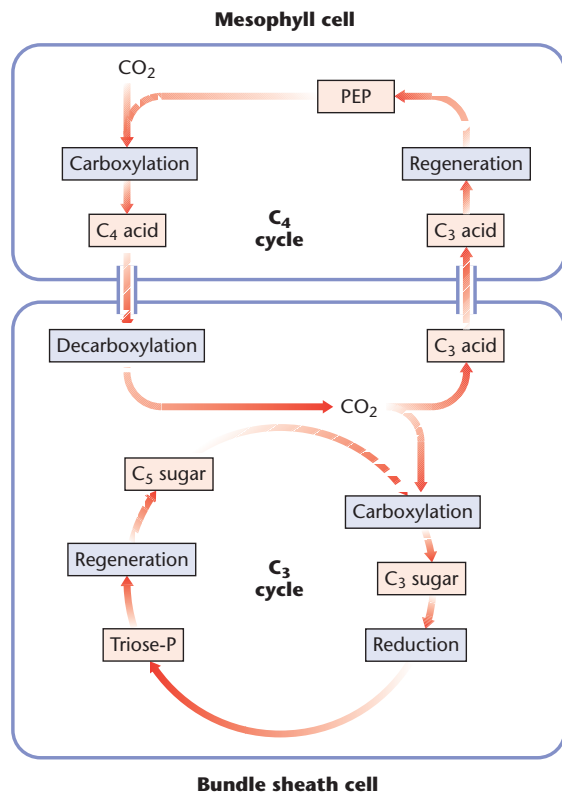 Mesophyll cell
CO₂
PEP
Carboxylation
Regeneration
C₄ acid
C₄
cycle
C₃ acid
Decarboxylation
C₃ acid
CO₂
C₅ sugar
Carboxylation
Regeneration
C₃
cycle
C₃ sugar
Triose-P
Reduction
Bundle sheath cell